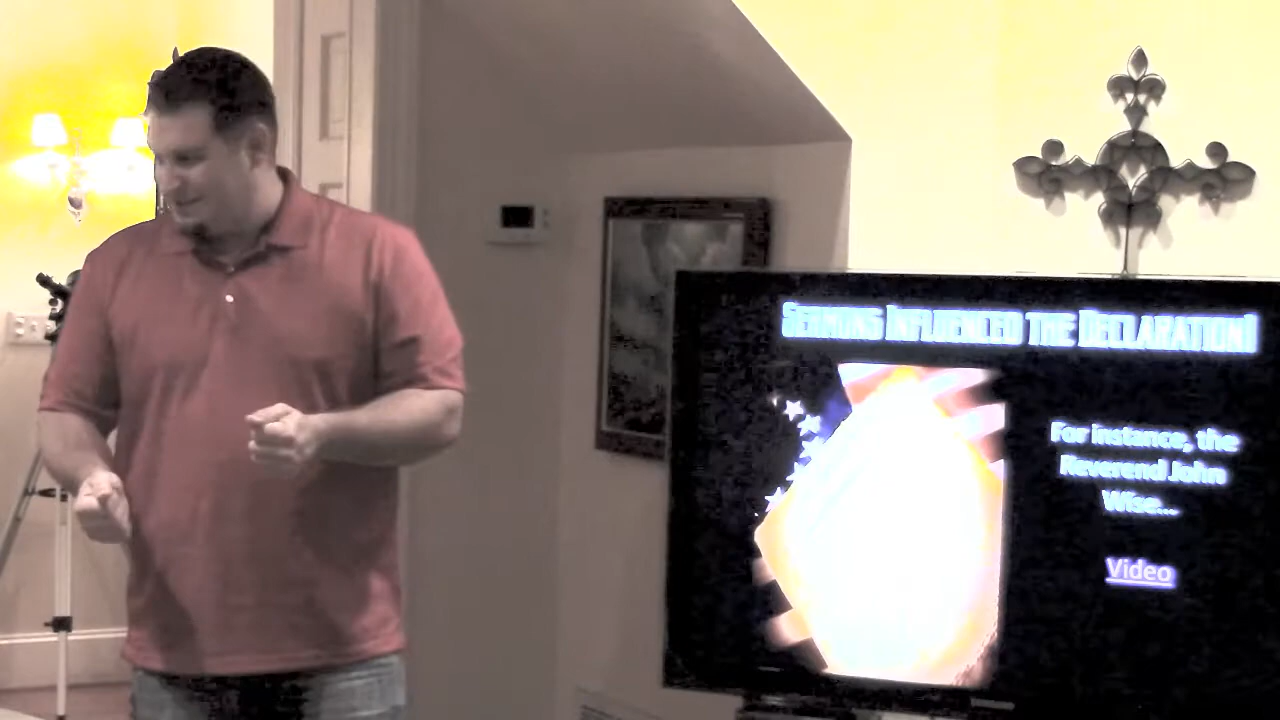 SERMONS INFLUENCED THE DECLARATION!
For instance, the
Reverend John
Wise...
Video